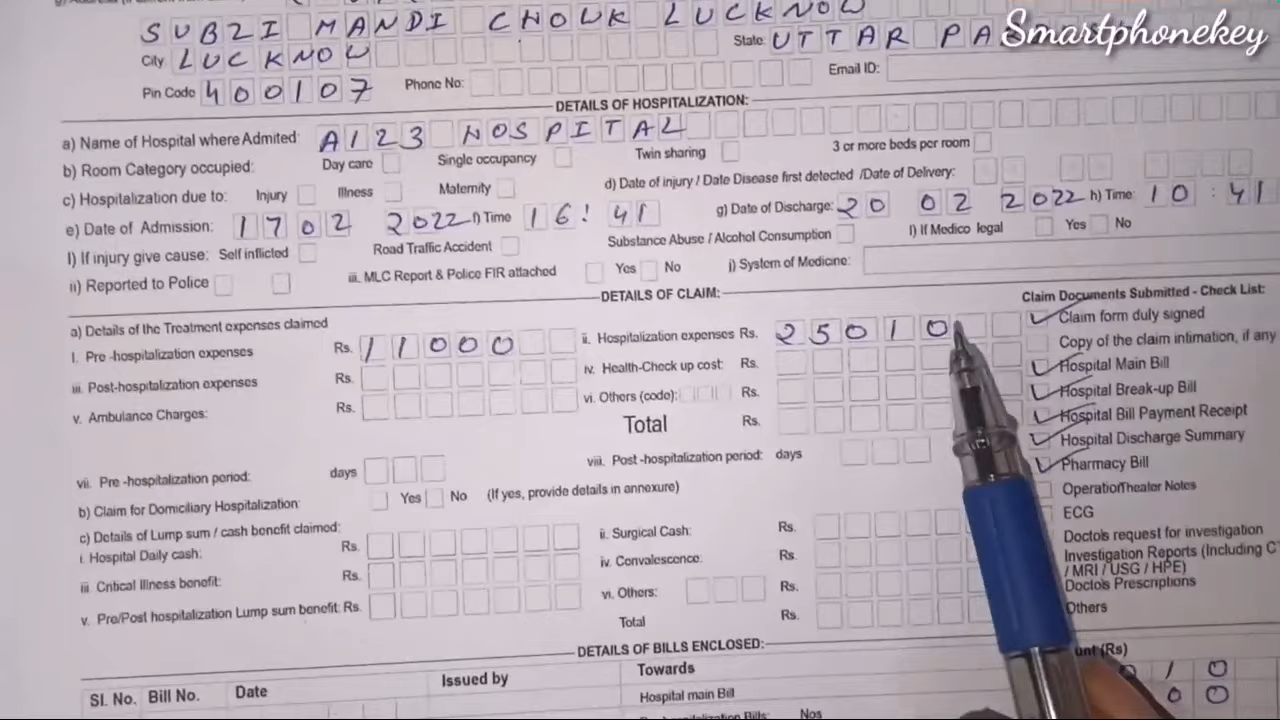 SUBZI MANDI CHOWK LUCKNOW
Smartphonekey
City LUCKNOW State: UTTAR PA
Pin Code 400107 Phone No: Email ID:
DETAILS OF HOSPITALIZATION:
a) Name of Hospital where Admited: A123 HOSPITAL
b) Room Category occupied: Day care Single occupancy Twin sharing 3 or more beds per room
c) Hospitalization due to: Injury Illness Maternity d) Date of injury / Date Disease first detected /Date of Delivery:
e) Date of Admission: 17 02 2022 f) Time 16: 41 g) Date of Discharge: 20 02 2022 h) Time: 10 : 41
I) If injury give cause: Self inflicted Road Traffic Accident Substance Abuse / Alcohol Consumption I) If Medico legal Yes No
ii) Reported to Police iii. MLC Report & Police FIR attached Yes No j) System of Medicine:
DETAILS OF CLAIM:
Claim Documents Submitted - Check List:
a) Details of the Treatment expenses claimed
Claim form duly signed
I. Pre -hospitalization expenses Rs. 11000 ii. Hospitalization expenses Rs. 25010
Copy of the claim intimation, if any
iii. Post-hospitalization expenses Rs. iv. Health-Check up cost: Rs.
Hospital Main Bill
v. Ambulance Charges: Rs. vi. Others (code): Rs.
Hospital Break-up Bill
Total Rs.
Hospital Bill Payment Receipt
Hospital Discharge Summary
vii. Pre -hospitalization period: days viii. Post -hospitalization period: days
Pharmacy Bill
b) Claim for Domiciliary Hospitalization: Yes No (If yes, provide details in annexure)
Operation Theater Notes
ECG
c) Details of Lump sum / cash benefit claimed:
i. Hospital Daily cash: Rs. ii. Surgical Cash: Rs.
Doctois request for investigation
iii. Critical Illness benefit: Rs. iv. Convalescence: Rs.
Investigation Reports (Including C
/ MRI / USG / HPE)
Doctois Prescriptions
v. Pro/Post hospitalization Lump sum benefit: Rs. vi. Others: Rs.
Others
Total Rs.
DETAILS OF BILLS ENCLOSED:
Sl. No. Bill No. Date Issued by Towards unt (Rs)
Hospital main Bill 10
Nos 00